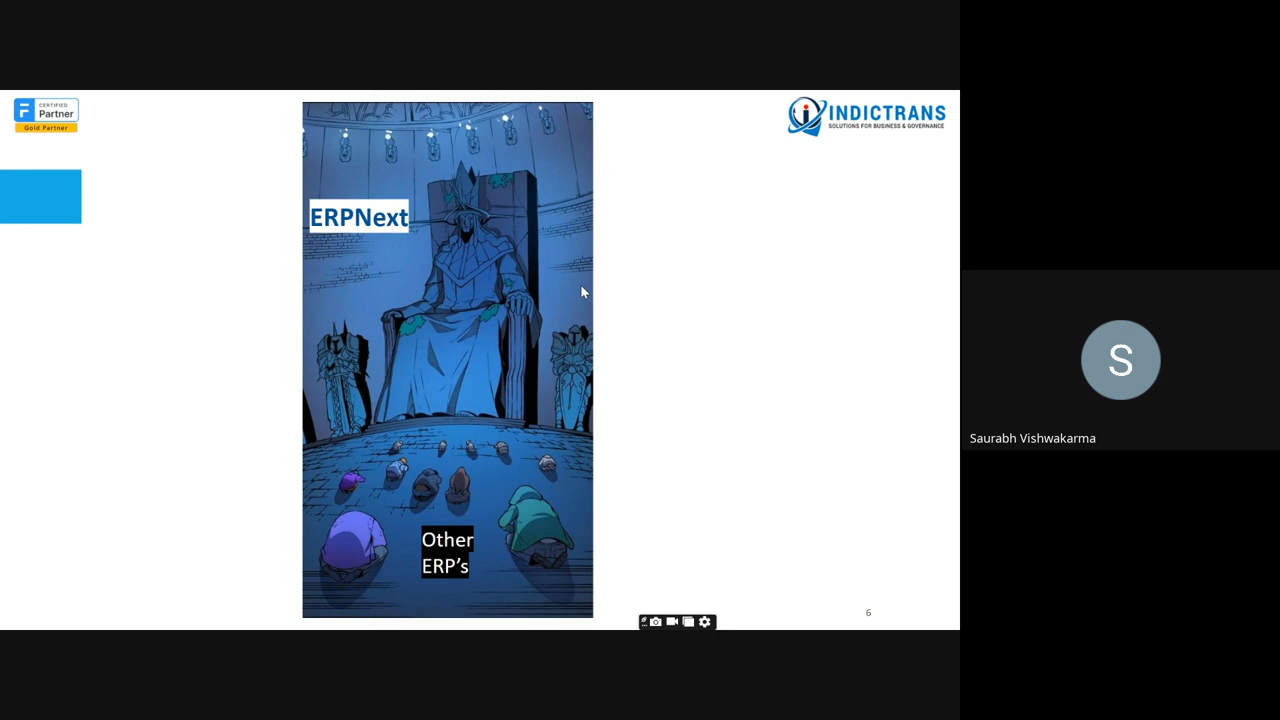 CERTIFIED
Partner
Gold Partner
INDICTRANS
SOLUTIONS FOR BUSINESS & GOVERNANCE
ERPNext
Other
ERP's
6
S
Saurabh Vishwakarma